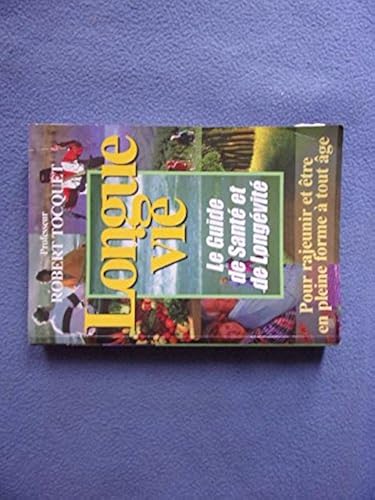 Professeur
ROBERT TOCQUET
Longue
vie
Le Guide
de Santé et
de Longévité
Pour rajeunir et être
en pleine forme à tout âge